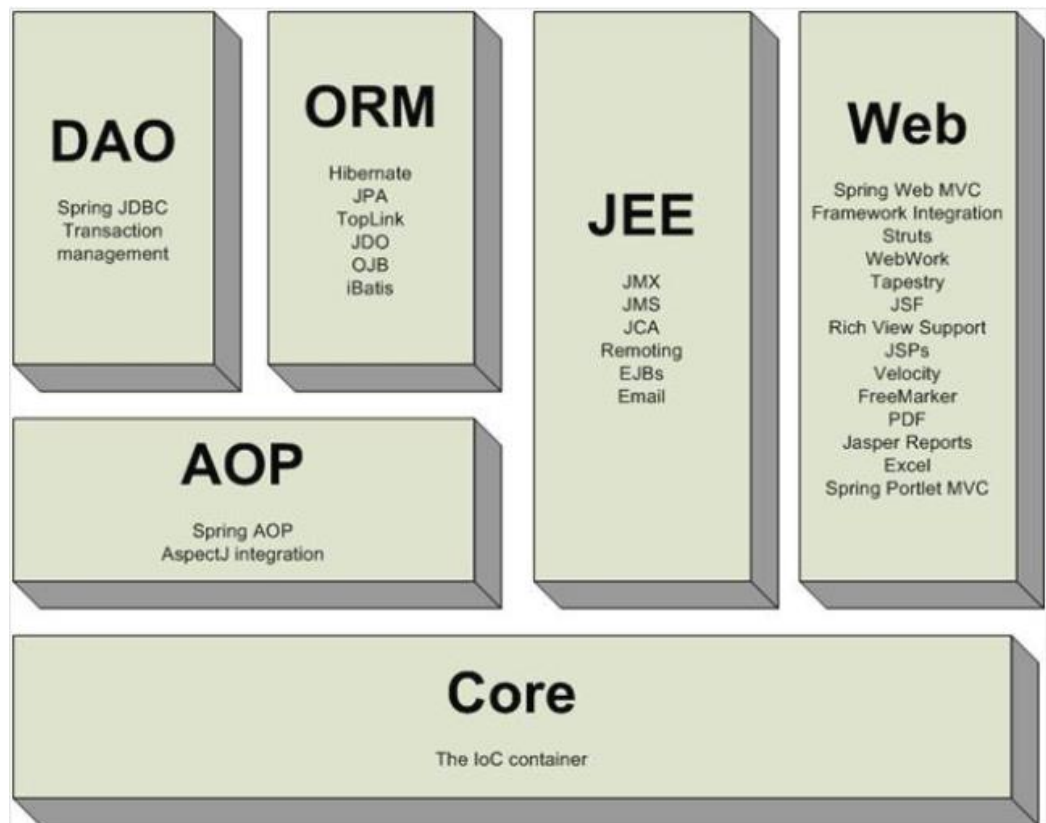 DAO
Spring JDBC
Transaction
management
ORM
Hibernate
JPA
TopLink
JDO
OJB
iBatis
JEE
JMX
JMS
JCA
Remoting
EJBs
Email
Web
Spring Web MVC
Framework Integration
Struts
WebWork
Tapestry
JSF
Rich View Support
JSPs
Velocity
FreeMarker
PDF
Jasper Reports
Excel
Spring Portlet MVC
AOP
Spring AOP
AspectJ integration
Core
The IoC container